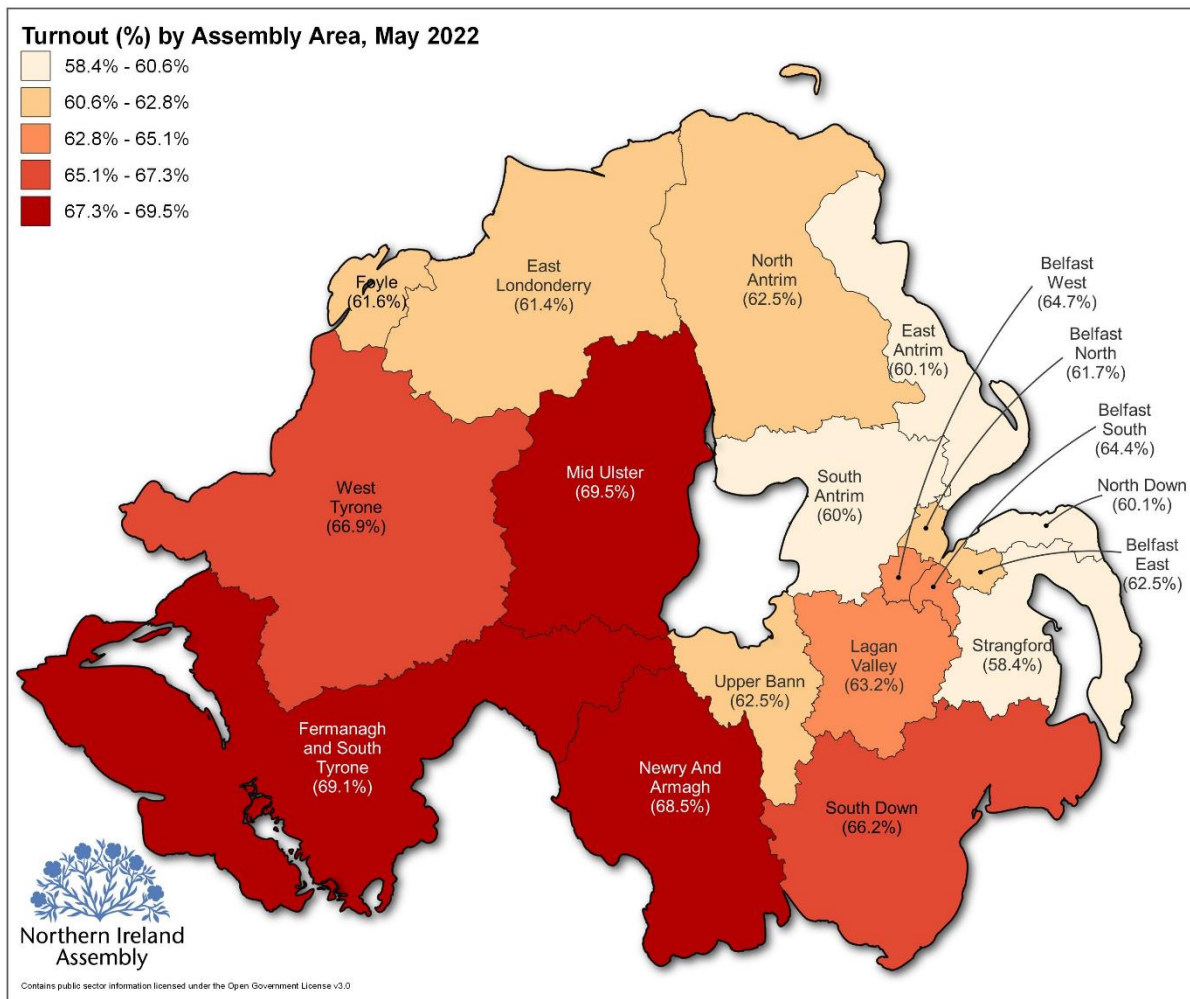 Turnout (%) by Assembly Area, May 2022
58.4% - 60.6%
60.6% - 62.8%
62.8% - 65.1%
65.1% - 67.3%
67.3% - 69.5%
Foyle
(61.6%)
East
Londonderry
(61.4%)
North
Antrim
(62.5%)
East
Antrim
(60.1%)
Belfast
West
(64.7%)
Belfast
North
(61.7%)
Belfast
South
(64.4%)
North Down
(60.1%)
Belfast
East
(62.5%)
West
Tyrone
(66.9%)
Mid Ulster
(69.5%)
South
Antrim
(60%)
Fermanagh
and South
Tyrone
(69.1%)
Newry And
Armagh
(68.5%)
Upper Bann
(62.5%)
Lagan
Valley
(63.2%)
Strangford
(58.4%)
South Down
(66.2%)
Northern Ireland
Assembly
Contains public sector information licensed under the Open Government License v3.0